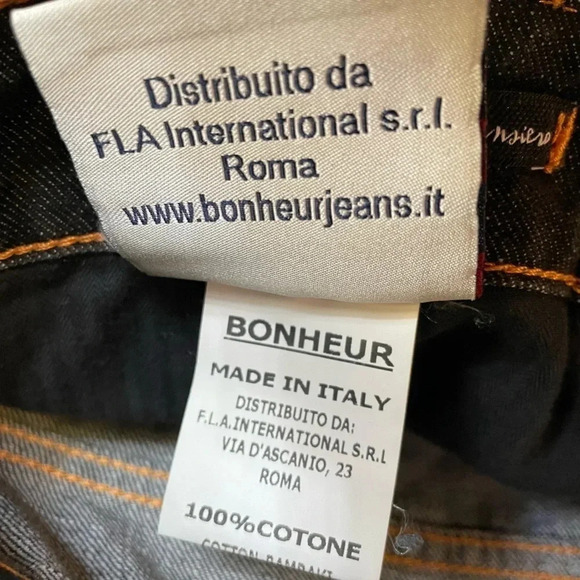 Distribuito da
FLA International s.r.l.
Roma
www.bonheurjeans.it
BONHEUR
MADE IN ITALY
DISTRIBUITO DA:
F.L.A.INTERNATIONAL S.R.L
VIA D'ASCANIO, 23
ROMA
100%COTONE